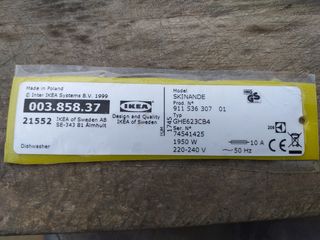 Made in Poland
© Inter IKEA Systems B.V. 1999
003.858.37
21552
IKEA of Sweden AB
SE-343 81 Älmhult
Dishwasher
IKEA
Design and Quality
IKEA of Sweden
1745
Model
SKINANDE
Prod. N°
911 536 307 01
Typ
GHE623CB4
Ser. N°
74541425
1950 W
220-240 V
10 A
50 Hz
GS